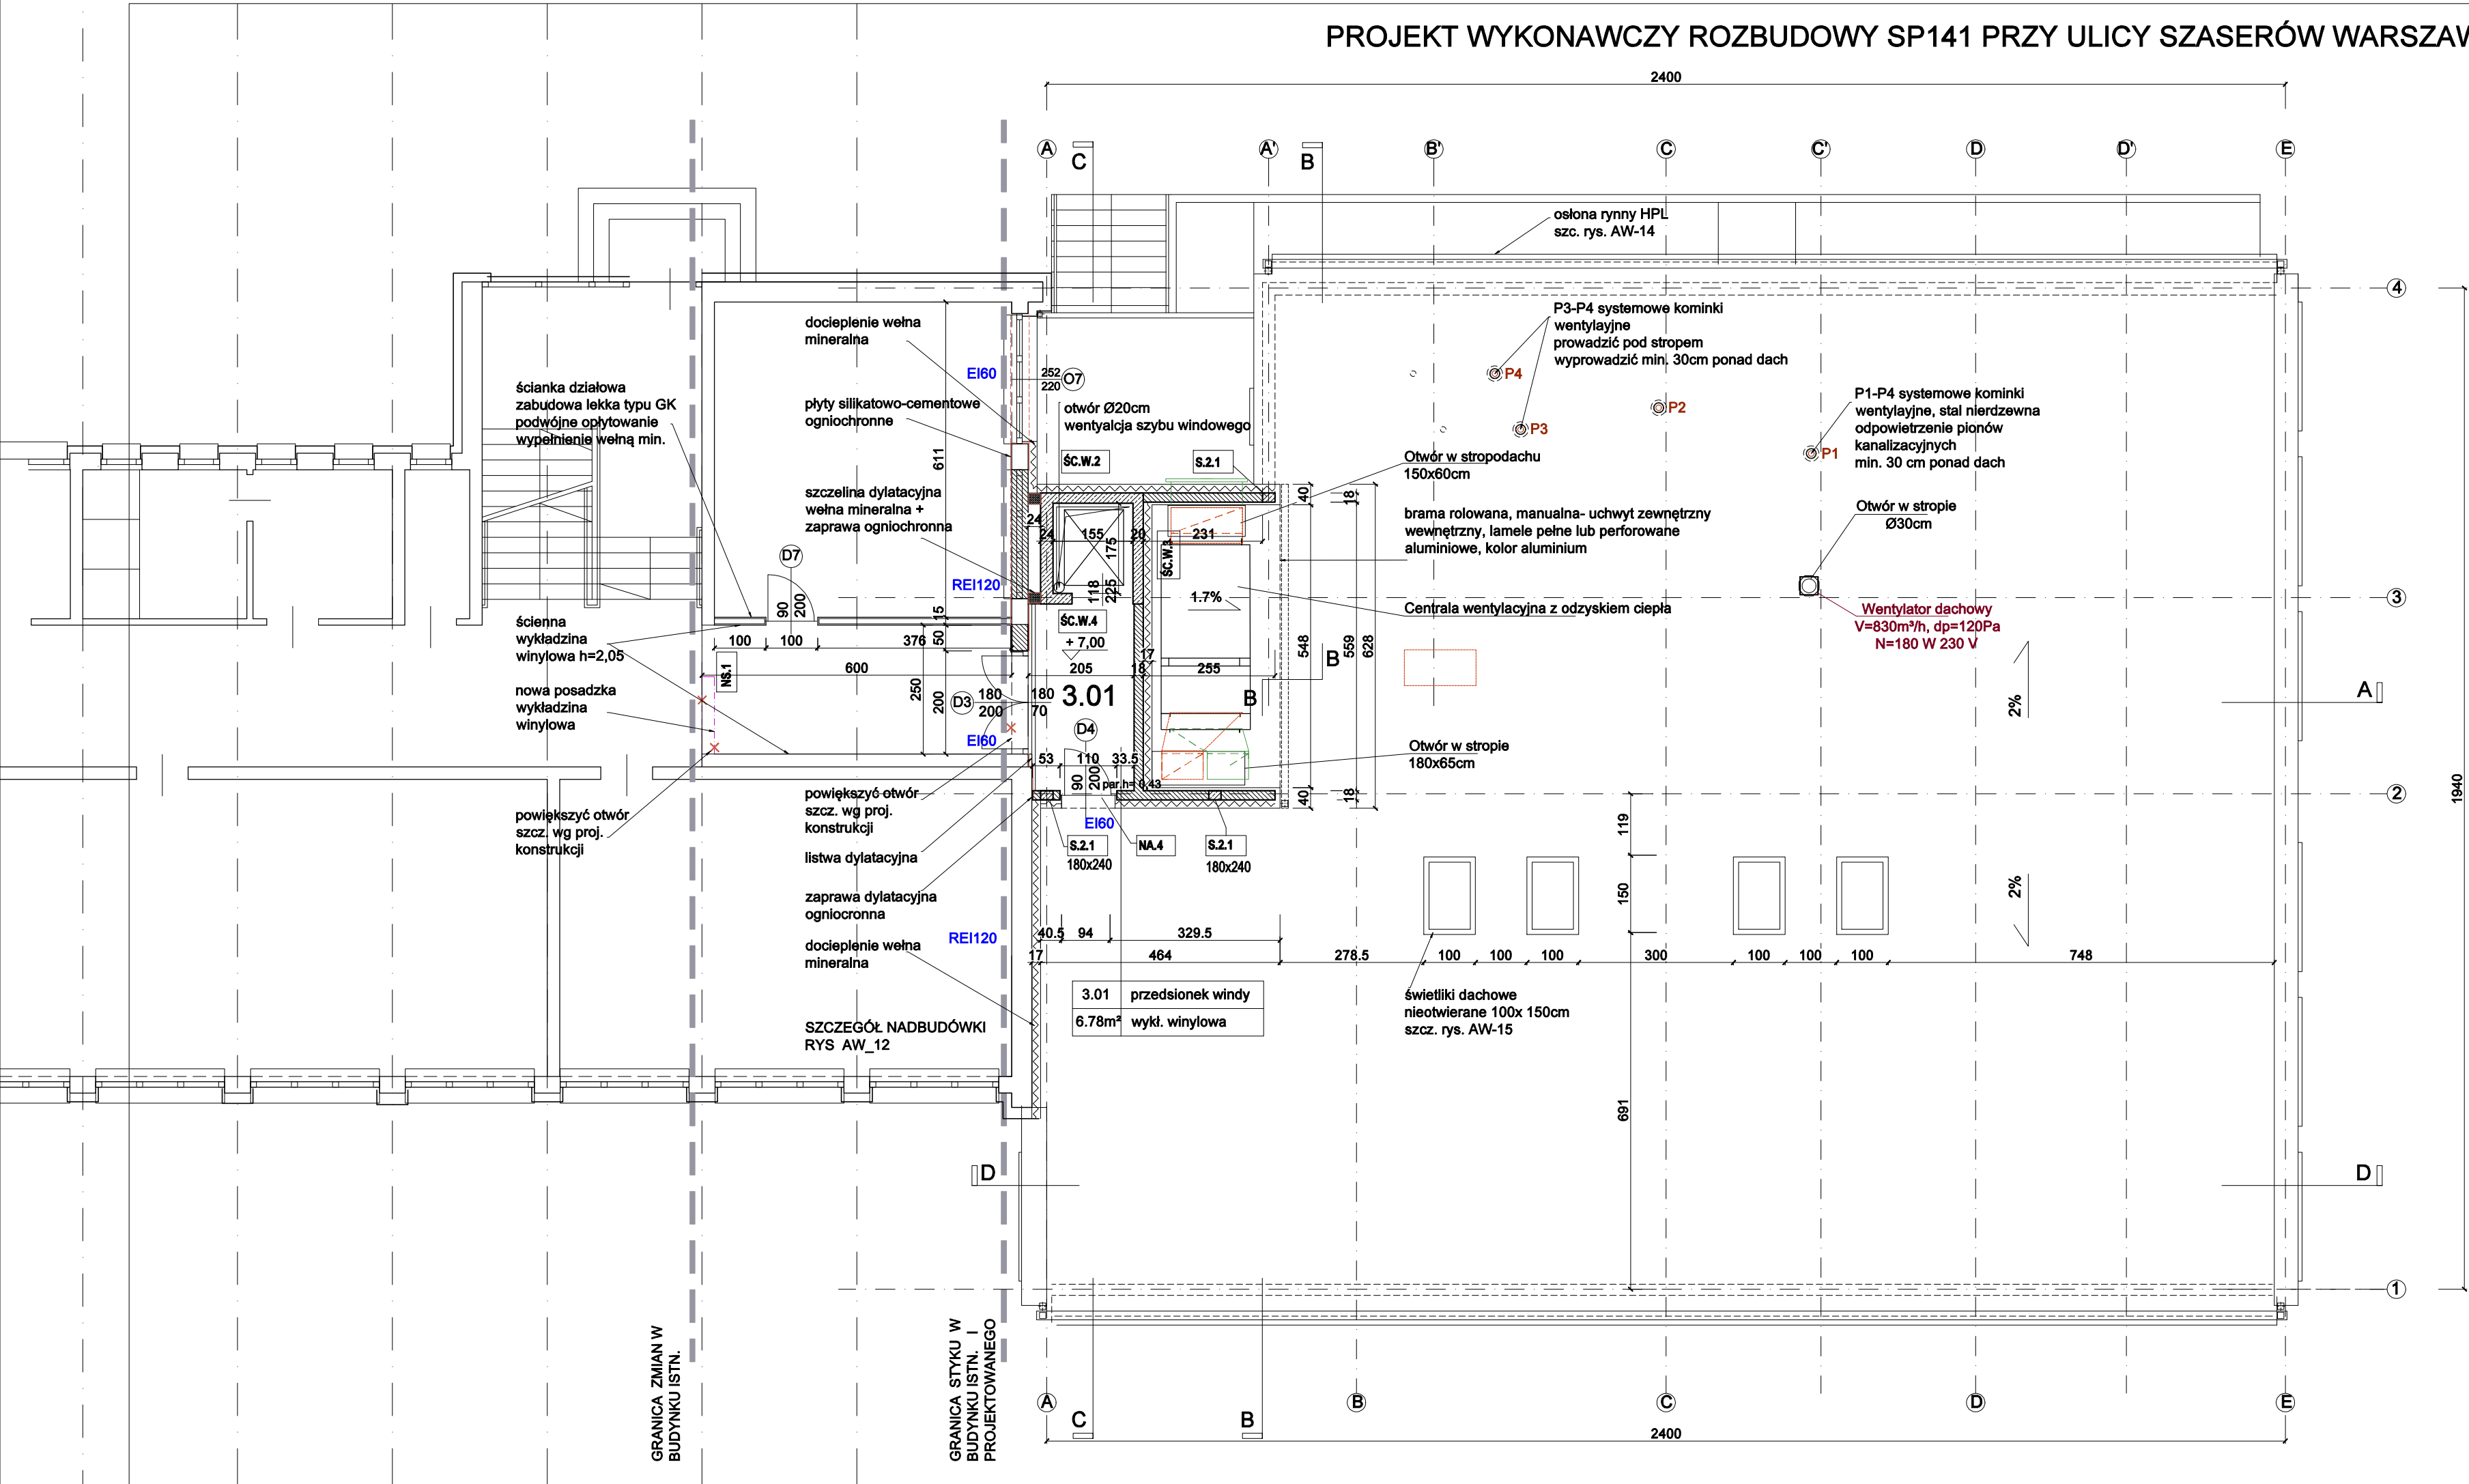 PROJEKT WYKONAWCZY ROZBUDOWY SP141 PRZY ULICY SZASERÓW WARSZAW
2400
A
C
A'
B
B'
C
C'
D
D'
E
osłona rynny HPL
szc. rys. AW-14
4
P3-P4 systemowe kominki
wentylayjne
prowadzić pod stropem
wyprowadzić min. 30cm ponad dach
docieplenie wełna
mineralna
EI60
252
220
O7
P4
P2
P3
P1
P1-P4 systemowe kominki
wentylayjne, stal nierdzewna
odpowietrzenie pionów
kanalizacyjnych
min. 30 cm ponad dach
ścianka działowa
zabudowa lekka typu GK
podwójne opłytowanie
wypełnienie wełną min.
płyty silikatowo-cementowe
ogniochronne
otwór Ø20cm
wentyalcja szybu windowego
611
ŚC.W.2
S.2.1
Otwór w stropodachu
150x60cm
szczelina dylatacyjna
wełna mineralna +
zaprawa ogniochronna
40
18
brama rolowana, manualna- uchwyt zewnętrzny
wewnętrzny, lamele pełne lub perforowane
aluminiowe, kolor aluminium
Otwór w stropie
Ø30cm
24
24
155
20
231
175
ŚC.W.3
D7
REI120
118
225
1.7%
3
90
200
15
Centrala wentylacyjna z odzyskiem ciepła
Wentylator dachowy
V=830m³/h, dp=120Pa
N=180 W 230 V
ścienna
wykładzina
winylowa h=2,05
ŚC.W.4
+ 7,00
100
100
376
50
548
559
628
17
B
NS.1
600
205
18
255
nowa posadzka
wykładzina
winylowa
250
200
D3
180
200
180
70
3.01
B
A
2%
D4
EI60
Otwór w stropie
180x65cm
53
110
33.5
90
200
par.h= 0,43
powiększyć otwór
szcz. wg proj.
konstrukcji
40
18
2
1940
powiększyć otwór
szcz. wg proj.
konstrukcji
EI60
119
listwa dylatacyjna
S.2.1
180x240
NA.4
S.2.1
180x240
2%
zaprawa dylatacyjna
ogniocronna
150
REI120
docieplenie wełna
mineralna
40.5
94
329.5
17
464
278.5
100
100
100
300
100
100
100
748
3.01
przedsionek windy
6.78m²
wykł. winylowa
świetliki dachowe
nieotwierane 100x 150cm
szcz. rys. AW-15
SZCZEGÓŁ NADBUDÓWKI
RYS AW_12
691
D
D
1
GRANICA ZMIAN W
BUDYNKU ISTN.
GRANICA STYKU W
BUDYNKU ISTN. I
PROJEKTOWANEGO
A
C
B
B
C
D
E
2400